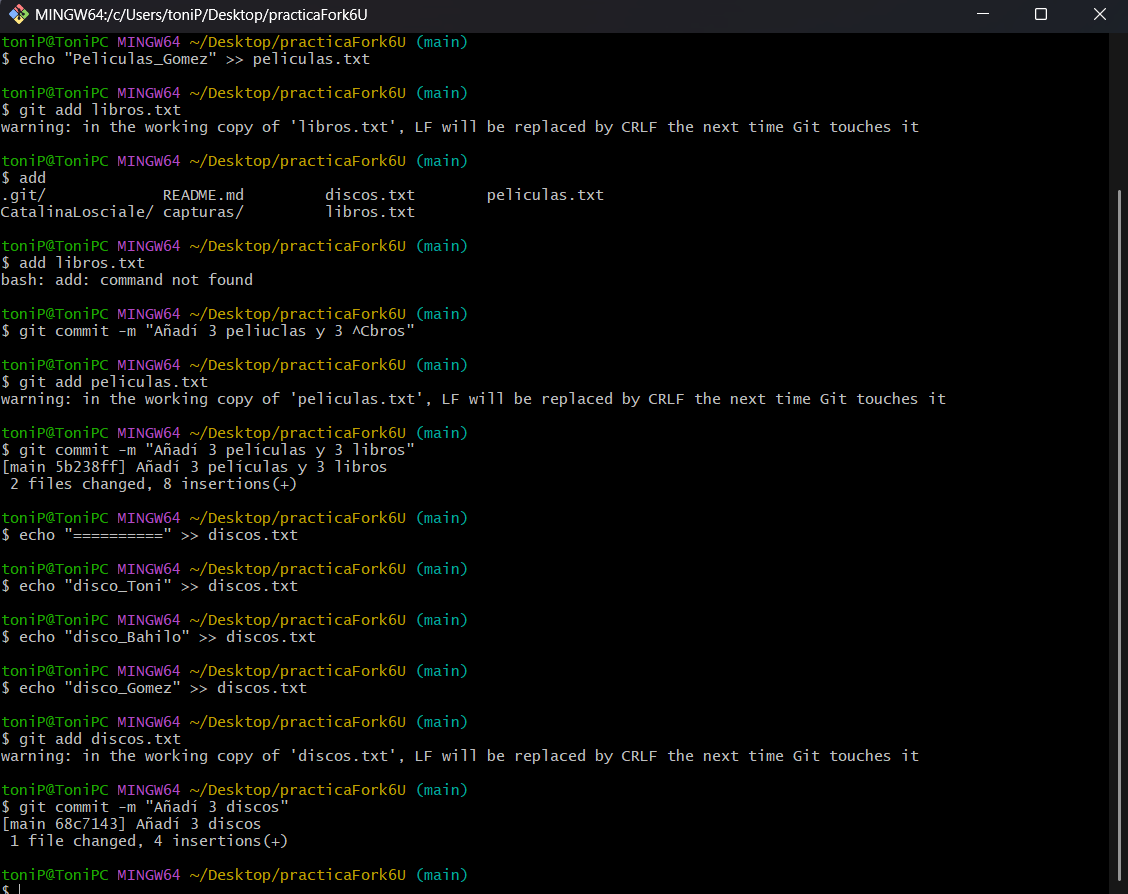 MINGW64:/c/Users/toniP/Desktop/practicaFork6U
toniP@ToniPC MINGW64 ~/Desktop/practicaFork6U (main)
$ echo "Peliculas_Gomez" >> peliculas.txt
toniP@ToniPC MINGW64 ~/Desktop/practicaFork6U (main)
$ git add libros.txt
warning: in the working copy of 'libros.txt', LF will be replaced by CRLF the next time Git touches it
toniP@ToniPC MINGW64 ~/Desktop/practicaFork6U (main)
$ add
.git/             README.md         discos.txt        peliculas.txt
CatalinaLosciale/ capturas/         libros.txt
toniP@ToniPC MINGW64 ~/Desktop/practicaFork6U (main)
$ add libros.txt
bash: add: command not found
toniP@ToniPC MINGW64 ~/Desktop/practicaFork6U (main)
$ git commit -m "Añadí 3 peliuclas y 3 ^Cbros"
toniP@ToniPC MINGW64 ~/Desktop/practicaFork6U (main)
$ git add peliculas.txt
warning: in the working copy of 'peliculas.txt', LF will be replaced by CRLF the next time Git touches it
toniP@ToniPC MINGW64 ~/Desktop/practicaFork6U (main)
$ git commit -m "Añadí 3 películas y 3 libros"
[main 5b238ff] Añadí 3 películas y 3 libros
 2 files changed, 8 insertions(+)
toniP@ToniPC MINGW64 ~/Desktop/practicaFork6U (main)
$ echo "==========" >> discos.txt
toniP@ToniPC MINGW64 ~/Desktop/practicaFork6U (main)
$ echo "disco_Toni" >> discos.txt
toniP@ToniPC MINGW64 ~/Desktop/practicaFork6U (main)
$ echo "disco_Bahilo" >> discos.txt
toniP@ToniPC MINGW64 ~/Desktop/practicaFork6U (main)
$ echo "disco_Gomez" >> discos.txt
toniP@ToniPC MINGW64 ~/Desktop/practicaFork6U (main)
$ git add discos.txt
warning: in the working copy of 'discos.txt', LF will be replaced by CRLF the next time Git touches it
toniP@ToniPC MINGW64 ~/Desktop/practicaFork6U (main)
$ git commit -m "Añadí 3 discos"
[main 68c7143] Añadí 3 discos
 1 file changed, 4 insertions(+)
toniP@ToniPC MINGW64 ~/Desktop/practicaFork6U (main)
$